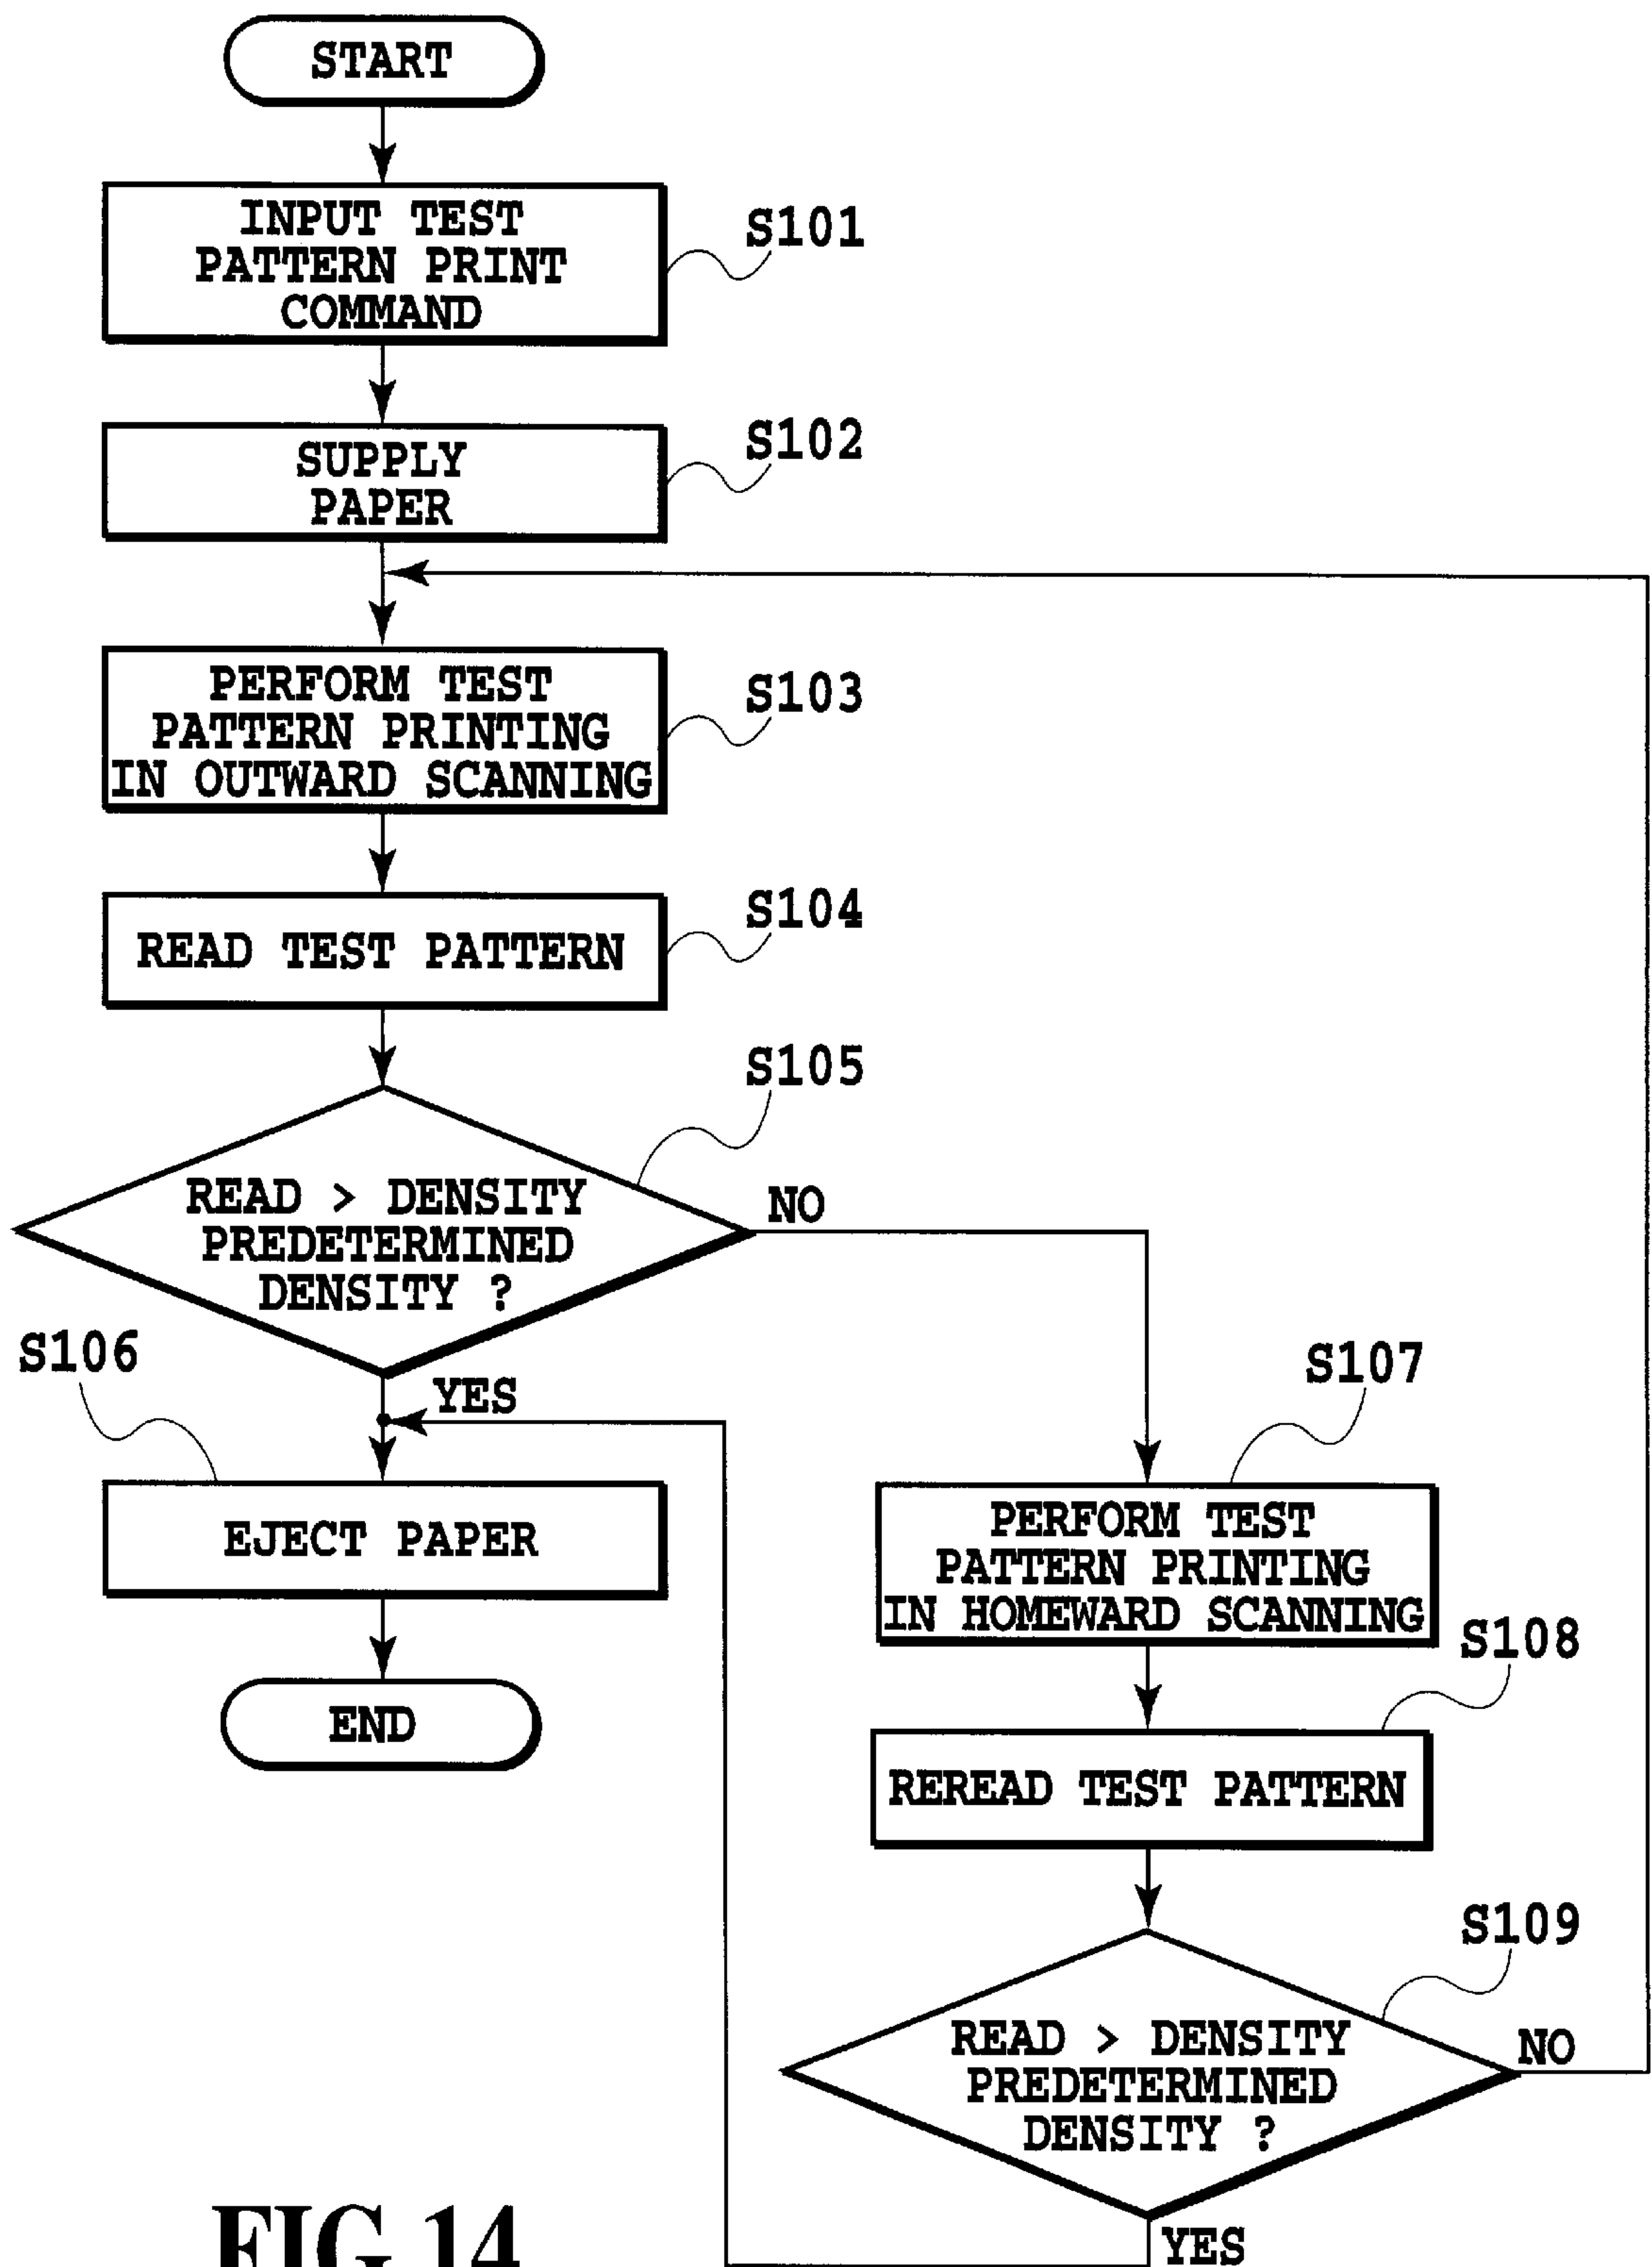 START
INPUT TEST
PATTERN PRINT
COMMAND
S101
SUPPLY
PAPER
S102
PERFORM TEST
PATTERN PRINTING
IN OUTWARD SCANNING
S103
READ TEST PATTERN
S104
READ > DENSITY
PREDETERMINED
DENSITY ?
S105
NO
YES
S106
EJECT PAPER
END
S107
PERFORM TEST
PATTERN PRINTING
IN HOMEWARD SCANNING
S108
REREAD TEST PATTERN
S109
READ > DENSITY
PREDETERMINED
DENSITY ?
NO
YES
FIG.14